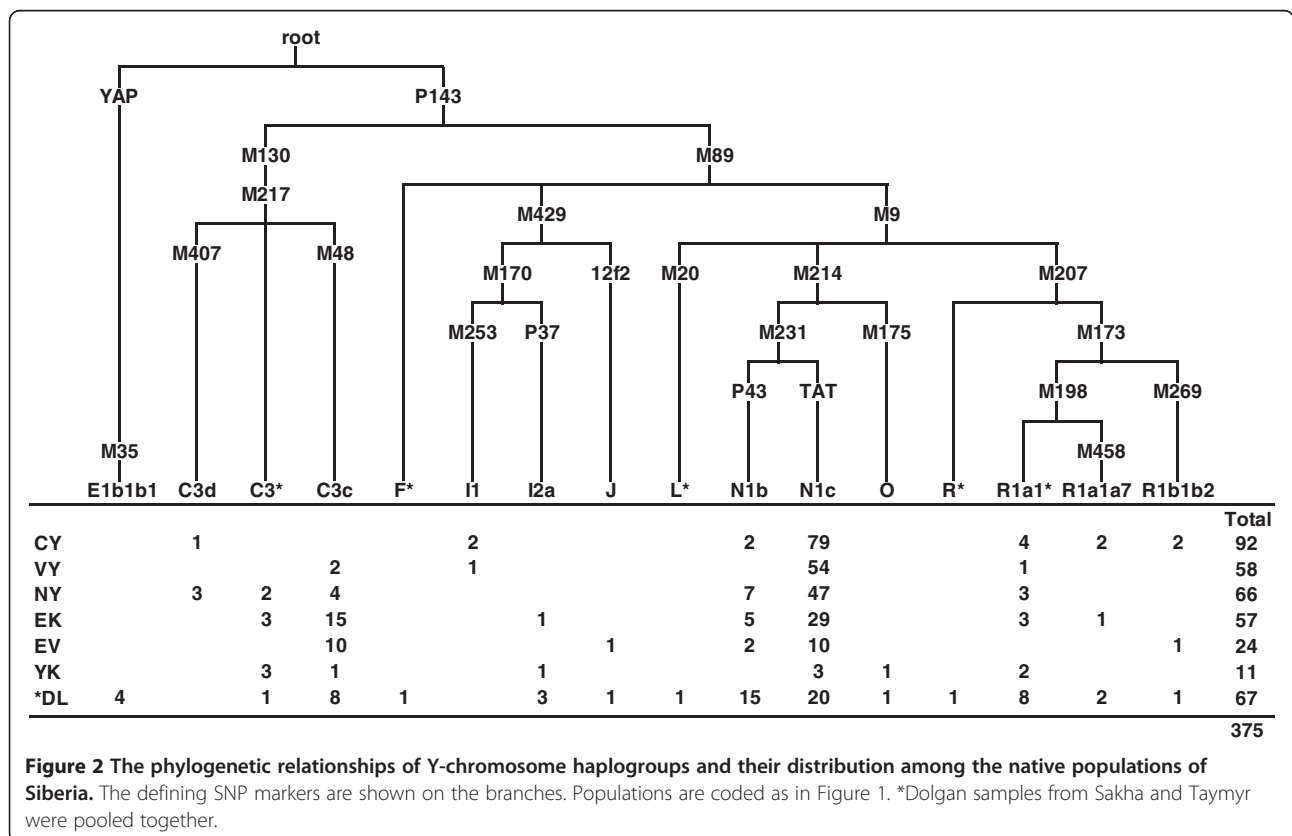 root
YAP P143
M130 M89
M217
M429 M9
M407 M48
M170 12f2 M20 M214 M207
M253 P37 M231 M175 M173
P43 TAT M198 M269
M35 M458
E1b1b1 C3d C3* C3c F* I1 I2a J L* N1b N1c O R* R1a1* R1a1a7 R1b1b2
Total
CY 1 2 2 79 4 2 2 92
VY 2 1 54 1 58
NY 3 2 4 7 47 3 66
EK 3 15 1 5 29 3 1 57
EV 10 1 2 10 1 24
YK 3 1 1 3 1 2 11
*DL 4 1 8 1 3 1 1 15 20 1 1 8 2 1 67
375
Figure 2 The phylogenetic relationships of Y-chromosome haplogroups and their distribution among the native populations of
Siberia. The defining SNP markers are shown on the branches. Populations are coded as in Figure 1. *Dolgan samples from Sakha and Taymyr
were pooled together.